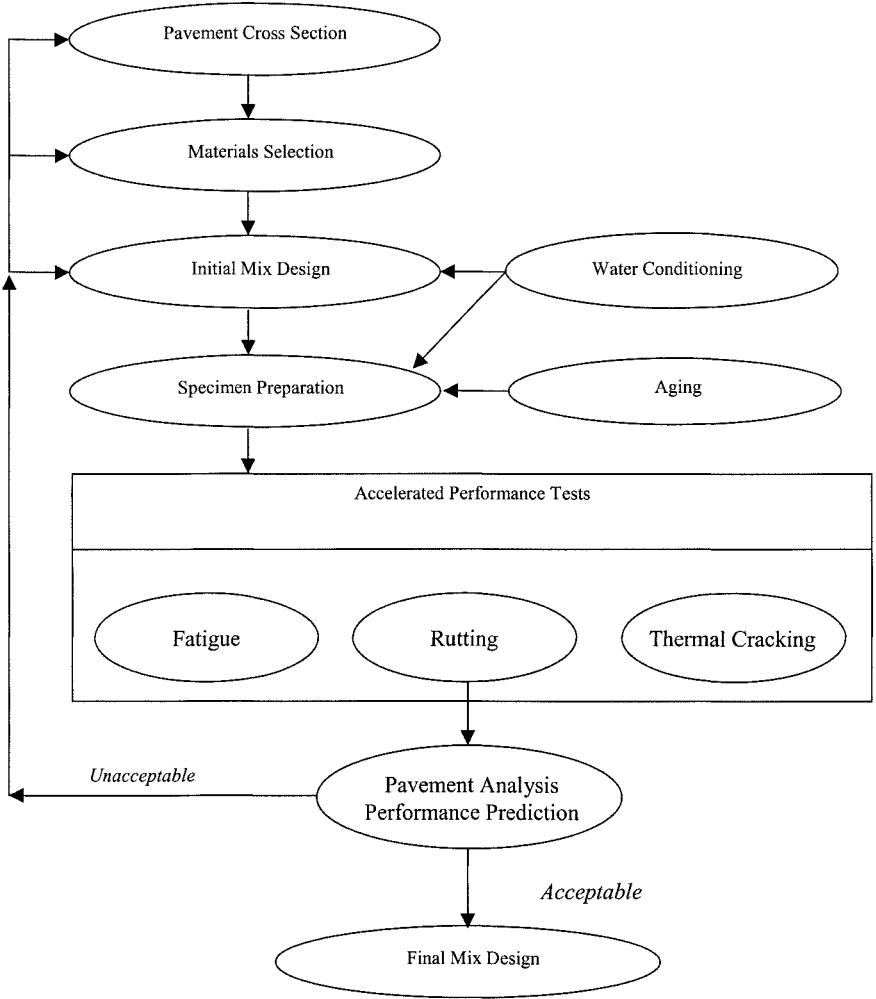 Pavement Cross Section
Materials Selection
Initial Mix Design
Water Conditioning
Specimen Preparation
Aging
Accelerated Performance Tests
Fatigue
Rutting
Thermal Cracking
Unacceptable
Pavement Analysis
Performance Prediction
Acceptable
Final Mix Design